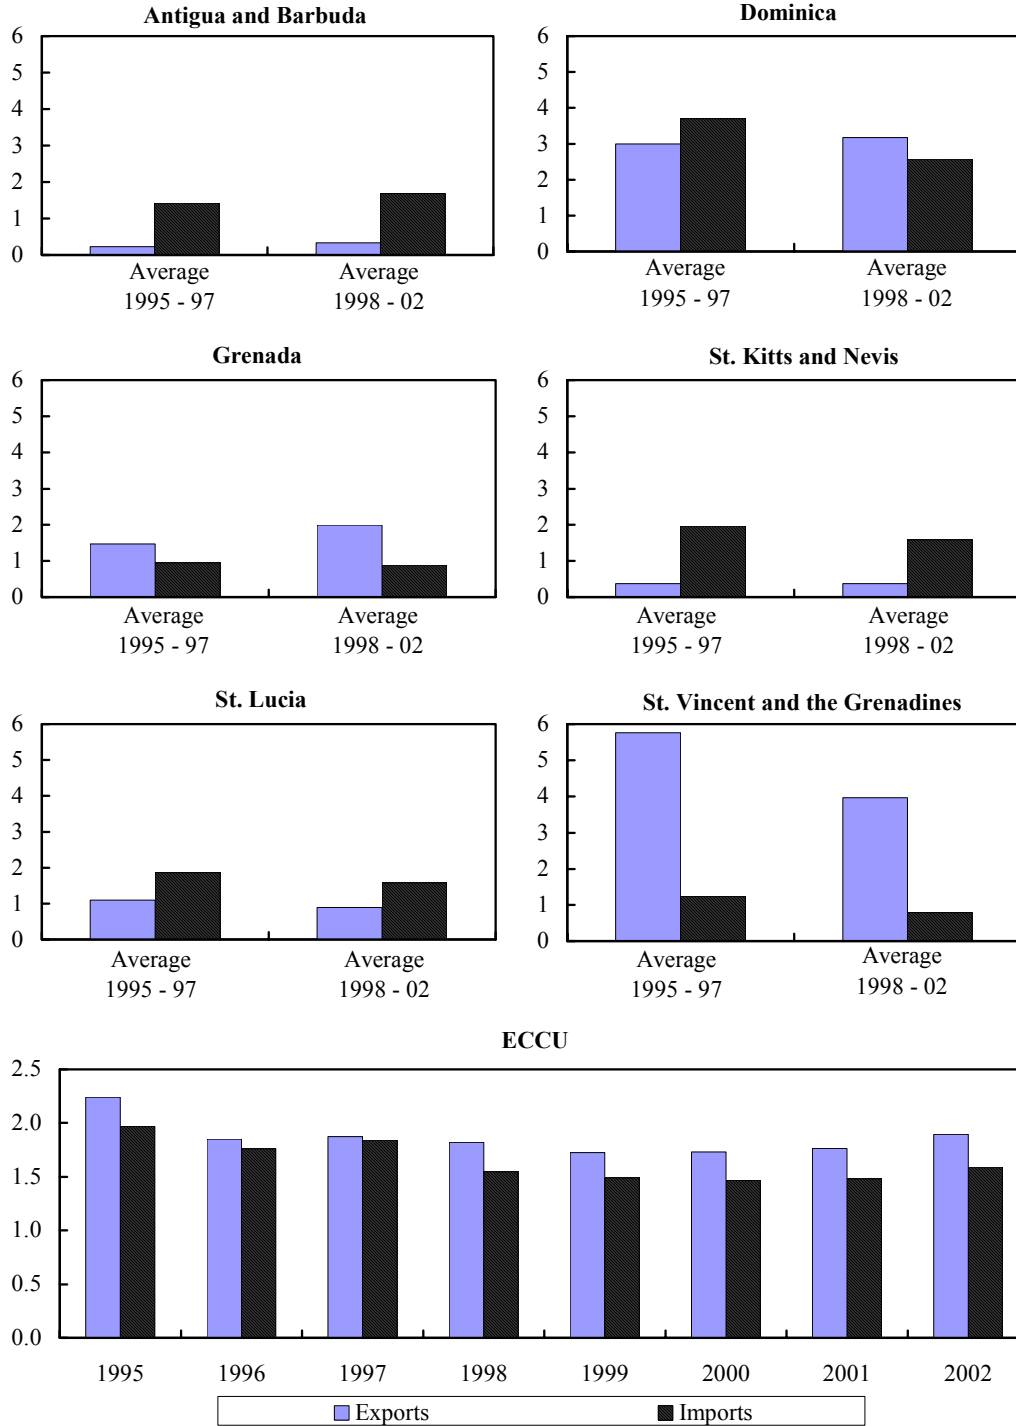 Antigua and Barbuda
6
5
4
3
2
1
0
Average
1995 - 97
Average
1998 - 02
Dominica
6
5
4
3
2
1
0
Average
1995 - 97
Average
1998 - 02
Grenada
6
5
4
3
2
1
0
Average
1995 - 97
Average
1998 - 02
St. Kitts and Nevis
6
5
4
3
2
1
0
Average
1995 - 97
Average
1998 - 02
St. Lucia
6
5
4
3
2
1
0
Average
1995 - 97
Average
1998 - 02
St. Vincent and the Grenadines
6
5
4
3
2
1
0
Average
1995 - 97
Average
1998 - 02
ECCU
2.5
2.0
1.5
1.0
0.5
0.0
1995 1996 1997 1998 1999 2000 2001 2002
Exports Imports